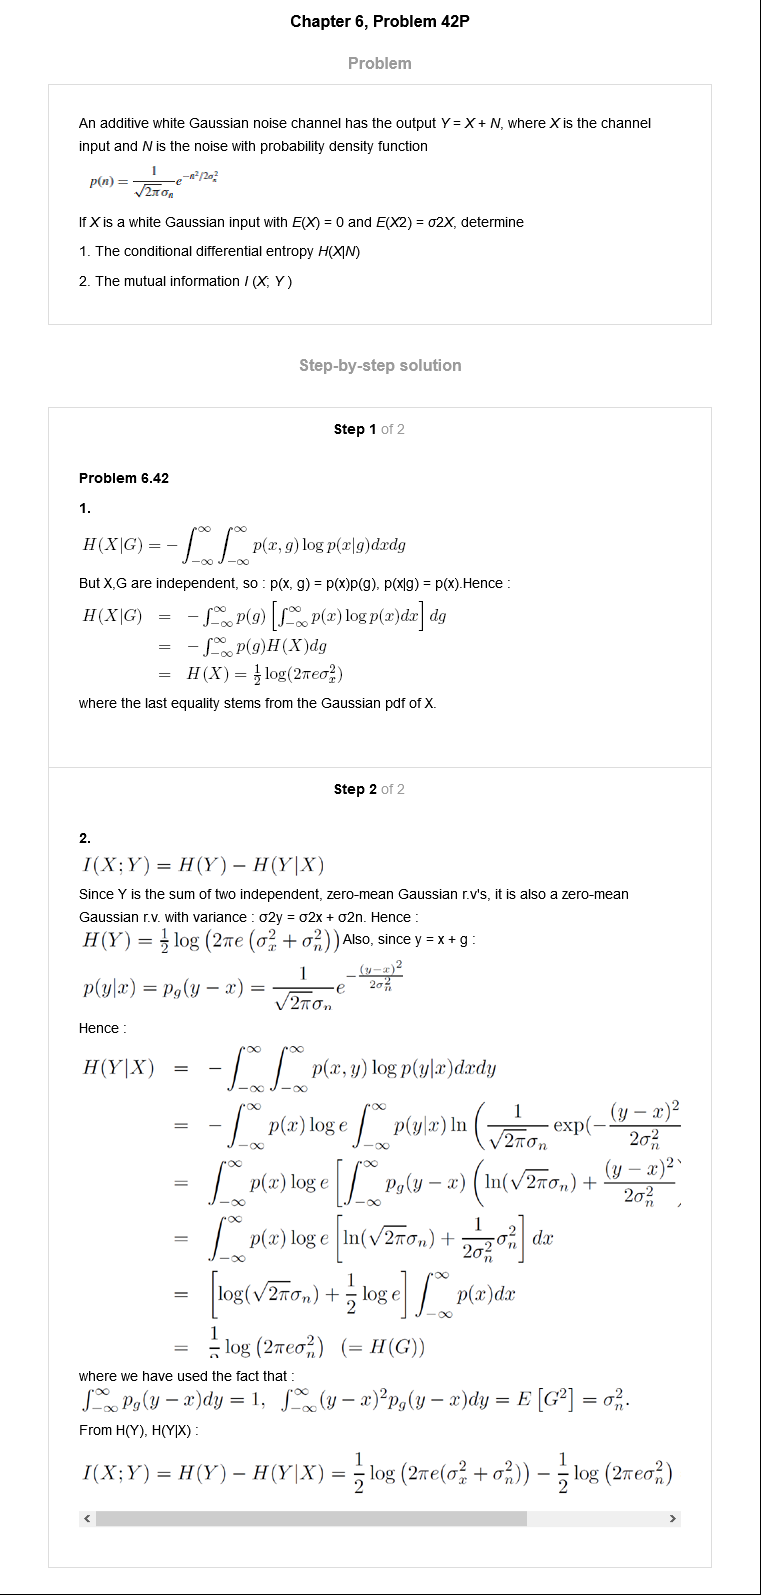 Chapter 6, Problem 42P
Problem
An additive white Gaussian noise channel has the output Y = X + N, where X is the channel
input and N is the noise with probability density function
p(n) = \frac{1}{\sqrt{2\pi}\sigma_n} e^{-n^2/2\sigma_n^2}
If X is a white Gaussian input with E(X) = 0 and E(X2) = σ2X, determine
1. The conditional differential entropy H(X|N)
2. The mutual information I (X; Y )
Step-by-step solution
Step 1 of 2
Problem 6.42
1.
H(X|G) = -\int_{-\infty}^{\infty} \int_{-\infty}^{\infty} p(x, g) \log p(x|g) dx dg
But X,G are independent, so : p(x, g) = p(x)p(g), p(x|g) = p(x).Hence :
H(X|G) = -\int_{-\infty}^{\infty} p(g) \left[ \int_{-\infty}^{\infty} p(x) \log p(x) dx \right] dg
= -\int_{-\infty}^{\infty} p(g) H(X) dg
= H(X) = \frac{1}{2} \log(2\pi e \sigma_x^2)
where the last equality stems from the Gaussian pdf of X.
Step 2 of 2
2.
I(X; Y) = H(Y) - H(Y|X)
Since Y is the sum of two independent, zero-mean Gaussian r.v's, it is also a zero-mean
Gaussian r.v. with variance : σ2y = σ2x + σ2n. Hence :
H(Y) = \frac{1}{2} \log \left( 2\pi e \left( \sigma_x^2 + \sigma_n^2 \right) \right) Also, since y = x + g :
p(y|x) = p_g(y - x) = \frac{1}{\sqrt{2\pi}\sigma_n} e^{-\frac{(y-x)^2}{2\sigma_n^2}}
Hence :
H(Y|X) = -\int_{-\infty}^{\infty} \int_{-\infty}^{\infty} p(x, y) \log p(y|x) dx dy
= -\int_{-\infty}^{\infty} p(x) \log e \int_{-\infty}^{\infty} p(y|x) \ln \left( \frac{1}{\sqrt{2\pi}\sigma_n} \exp(-\frac{(y - x)^2}{2\sigma_n^2}
= \int_{-\infty}^{\infty} p(x) \log e \left[ \int_{-\infty}^{\infty} p_g(y - x) \left( \ln(\sqrt{2\pi}\sigma_n) + \frac{(y - x)^2}{2\sigma_n^2}
= \int_{-\infty}^{\infty} p(x) \log e \left[ \ln(\sqrt{2\pi}\sigma_n) + \frac{1}{2\sigma_n^2} \sigma_n^2 \right] dx
= \left[ \log(\sqrt{2\pi}\sigma_n) + \frac{1}{2} \log e \right] \int_{-\infty}^{\infty} p(x) dx
= \frac{1}{2} \log \left( 2\pi e \sigma_n^2 \right) (= H(G))
where we have used the fact that :
\int_{-\infty}^{\infty} p_g(y - x) dy = 1, \int_{-\infty}^{\infty} (y - x)^2 p_g(y - x) dy = E \left[ G^2 \right] = \sigma_n^2.
From H(Y), H(Y|X) :
I(X; Y) = H(Y) - H(Y|X) = \frac{1}{2} \log \left( 2\pi e (\sigma_x^2 + \sigma_n^2) \right) - \frac{1}{2} \log \left( 2\pi e \sigma_n^2 \right)